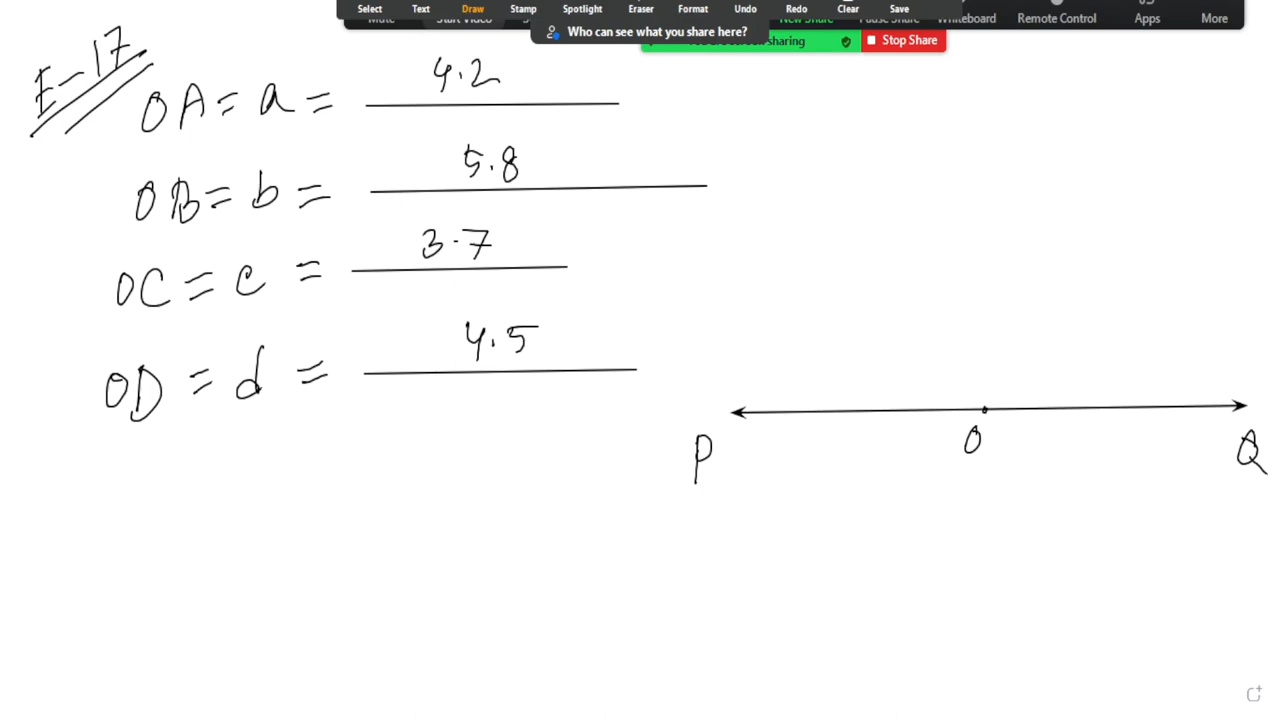 Select Text Draw Stamp Spotlight Eraser Format Undo Redo Clear Save
More
Remote Control Apps
Who can see what you share here?
Stop Share
E-17
OA = a = 4.2
OB = b = 5.8
OC = c = 3.7
OD = d = 4.5
P O Q